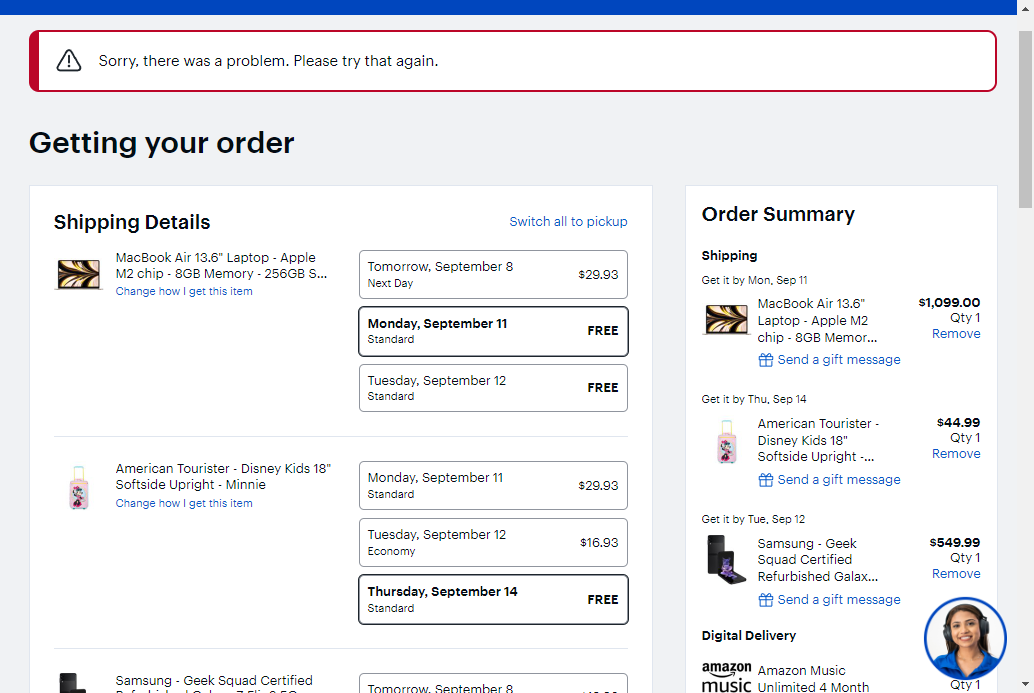 Sorry, there was a problem. Please try that again.
Getting your order
Shipping Details
Switch all to pickup
MacBook Air 13.6" Laptop - Apple
M2 chip - 8GB Memory - 256GB S...
Change how I get this item
Tomorrow, September 8
Next Day
$29.93
Monday, September 11
Standard
FREE
Tuesday, September 12
Standard
FREE
American Tourister - Disney Kids 18"
Softside Upright - Minnie
Change how I get this item
Monday, September 11
Standard
$29.93
Tuesday, September 12
Economy
$16.93
Thursday, September 14
Standard
FREE
Samsung - Geek Squad Certified
Tomorrow, September 8
Order Summary
Shipping
Get it by Mon, Sep 11
MacBook Air 13.6"
Laptop - Apple M2
chip - 8GB Memor...
$1,099.00
Qty 1
Remove
Send a gift message
Get it by Thu, Sep 14
American Tourister -
Disney Kids 18"
Softside Upright -...
$44.99
Qty 1
Remove
Send a gift message
Get it by Tue, Sep 12
Samsung - Geek
Squad Certified
Refurbished Galax...
$549.99
Qty 1
Remove
Send a gift message
Digital Delivery
amazon
music
Amazon Music
Unlimited 4 Month
Qty 1